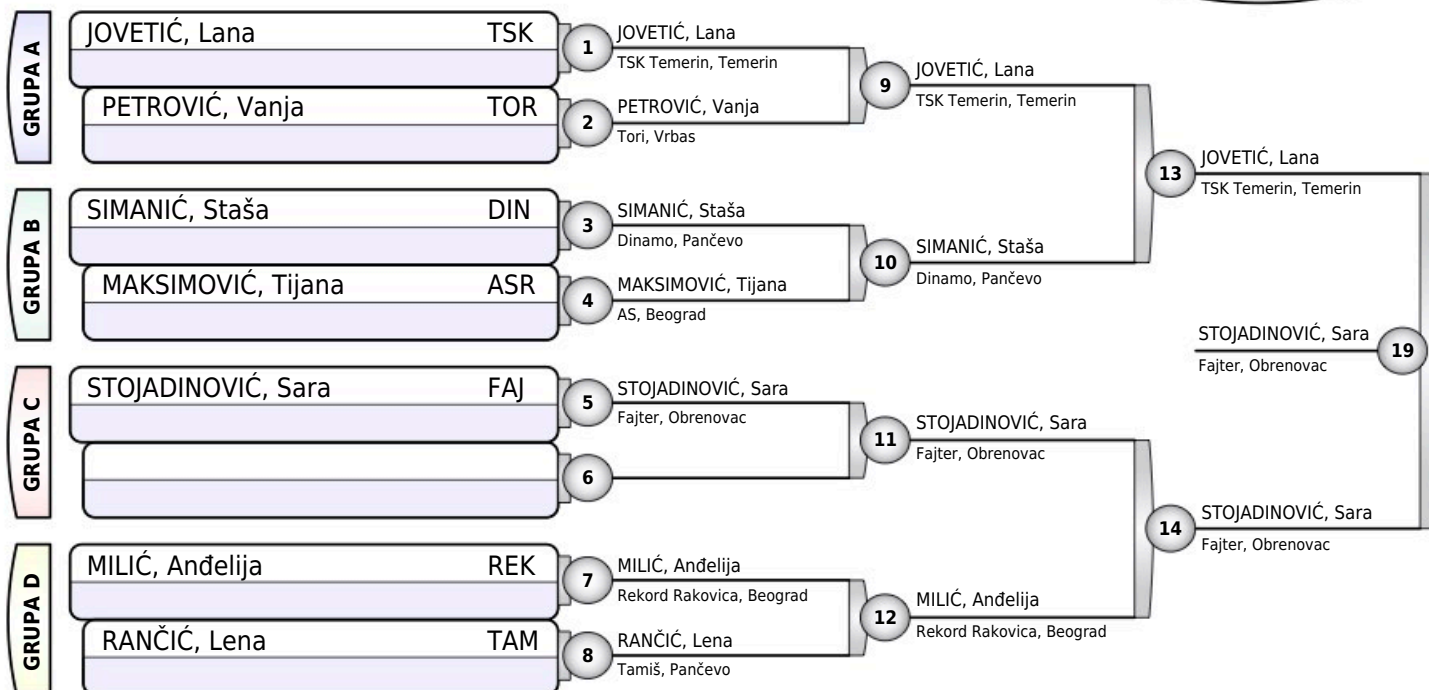 GRUPA A
JOVETIĆ, Lana TSK
PETROVIĆ, Vanja TOR
GRUPA B
SIMANIĆ, Staša DIN
MAKSIMOVIĆ, Tijana ASR
GRUPA C
STOJADINOVIĆ, Sara FAJ
GRUPA D
MILIĆ, Anđelija REK
RANČIĆ, Lena TAM
1
JOVETIĆ, Lana
TSK Temerin, Temerin
2
PETROVIĆ, Vanja
Tori, Vrbas
3
SIMANIĆ, Staša
Dinamo, Pančevo
4
MAKSIMOVIĆ, Tijana
AS, Beograd
5
STOJADINOVIĆ, Sara
Fajter, Obrenovac
6
7
MILIĆ, Anđelija
Rekord Rakovica, Beograd
8
RANČIĆ, Lena
Tamiš, Pančevo
9
JOVETIĆ, Lana
TSK Temerin, Temerin
10
SIMANIĆ, Staša
Dinamo, Pančevo
11
STOJADINOVIĆ, Sara
Fajter, Obrenovac
12
MILIĆ, Anđelija
Rekord Rakovica, Beograd
13
JOVETIĆ, Lana
TSK Temerin, Temerin
14
STOJADINOVIĆ, Sara
Fajter, Obrenovac
STOJADINOVIĆ, Sara
Fajter, Obrenovac
19